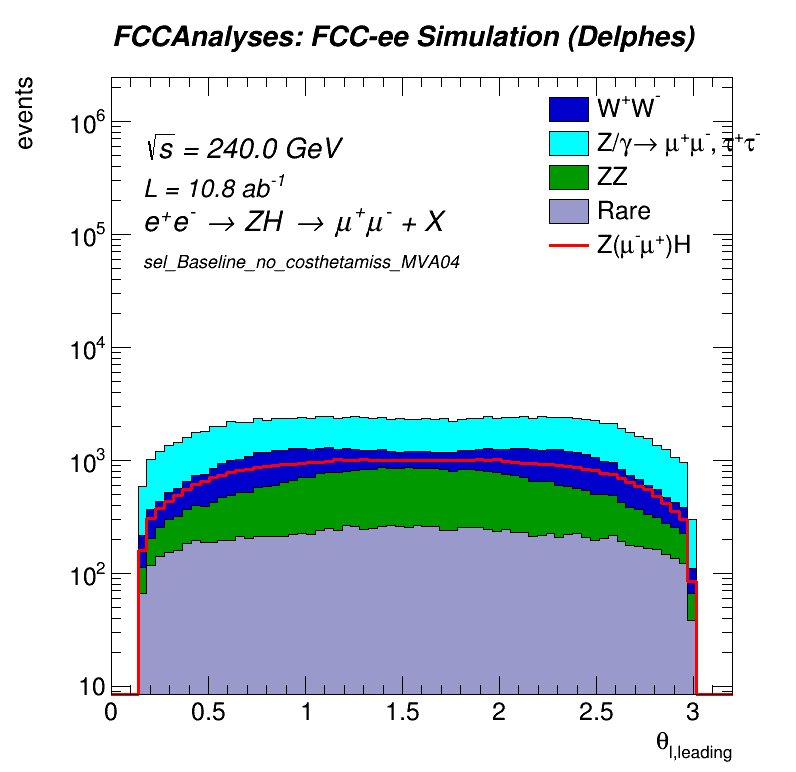 FCCAnalyses: FCC-ee Simulation (Delphes)
events
√s = 240.0 GeV
L = 10.8 ab⁻¹
e⁺e⁻ → ZH → μ⁺μ⁻ + X
sel_Baseline_no_costhetamiss_MVA04
W⁺W⁻
Z/γ→ μ⁺μ⁻, τ⁺τ⁻
ZZ
Rare
Z(μ⁻μ⁺)H
10⁶
10⁵
10⁴
10³
10²
10
0 0.5 1 1.5 2 2.5 3
θ_l,leading